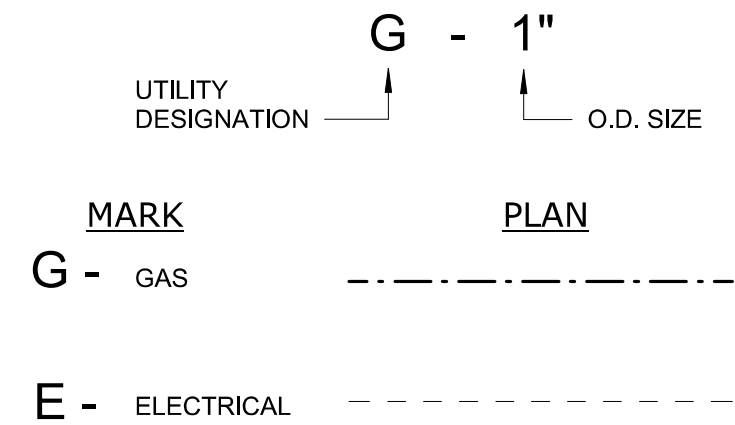 G - 1"
UTILITY
DESIGNATION
O.D. SIZE
MARK
PLAN
G - GAS
E - ELECTRICAL